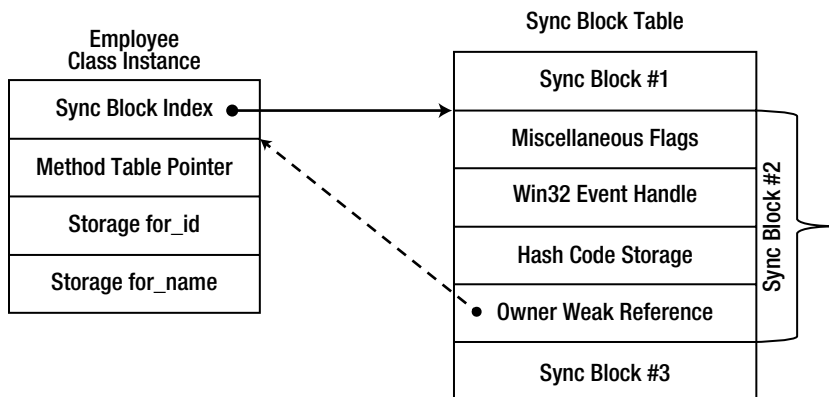 Employee
Class Instance
Sync Block Index
Method Table Pointer
Storage for_id
Storage for_name
Sync Block Table
Sync Block #1
Miscellaneous Flags
Win32 Event Handle
Hash Code Storage
Owner Weak Reference
Sync Block #3
Sync Block #2